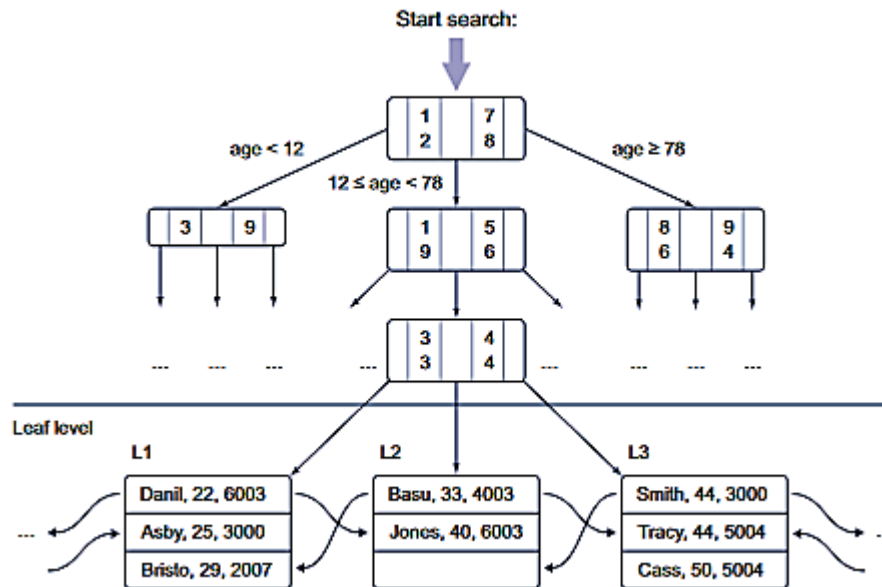 Start search:
1 7
2 8
age < 12
12 ≤ age < 78
age ≥ 78
3 9
1 5
9 6
8 9
6 4
3 4
3 4
... ... ... ... ... ... ... ...
Leaf level
L1 L2 L3
Danil, 22, 6003
Asby, 25, 3000
Bristo, 29, 2007
Basu, 33, 4003
Jones, 40, 6003
Smith, 44, 3000
Tracy, 44, 5004
Cass, 50, 5004
...